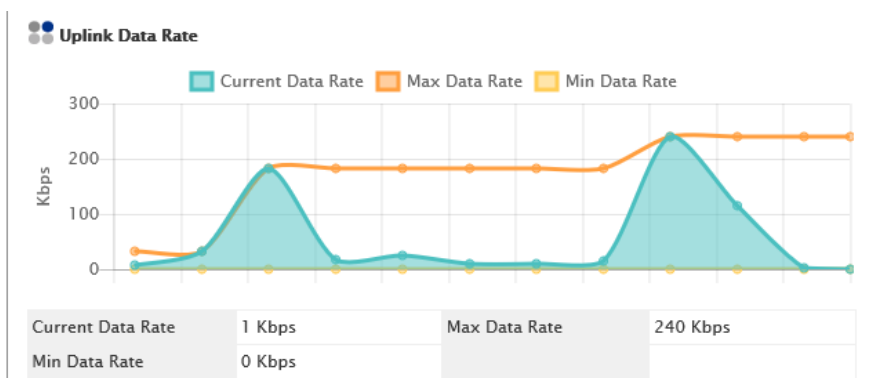 Uplink Data Rate
Current Data Rate Max Data Rate Min Data Rate
300
200
100
0
Kbps
Current Data Rate 1 Kbps Max Data Rate 240 Kbps
Min Data Rate 0 Kbps